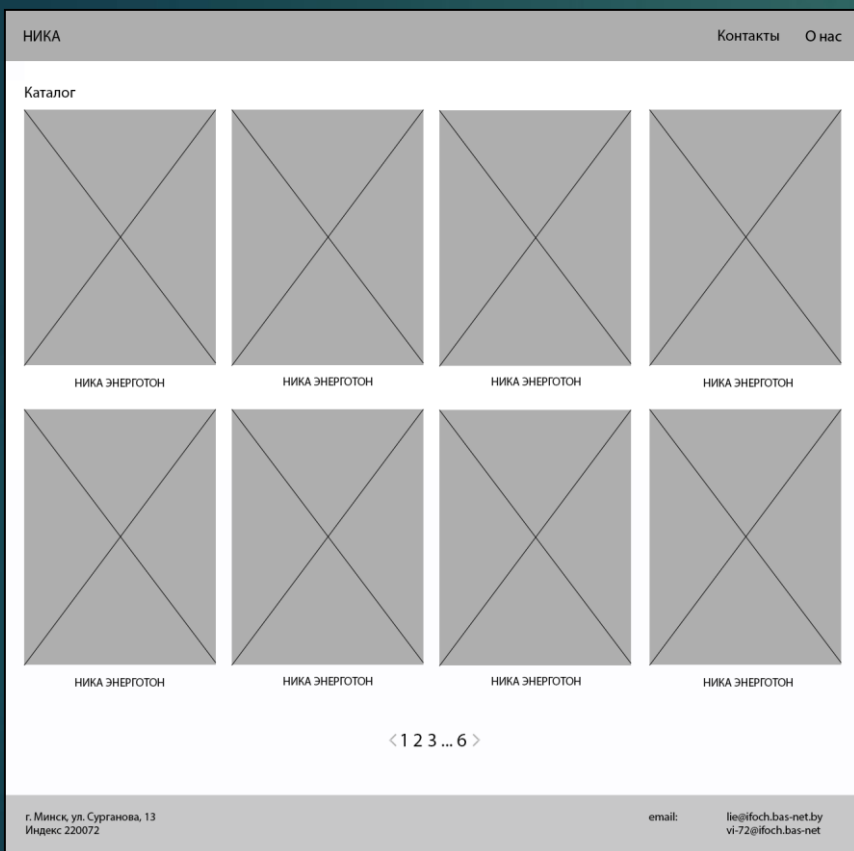 НИКА
Контакты О нас
Каталог
НИКА ЭНЕРГОТОН НИКА ЭНЕРГОТОН НИКА ЭНЕРГОТОН НИКА ЭНЕРГОТОН
НИКА ЭНЕРГОТОН НИКА ЭНЕРГОТОН НИКА ЭНЕРГОТОН НИКА ЭНЕРГОТОН
<1 2 3 ... 6 >
г. Минск, ул. Сурганова, 13
Индекс 220072
email:
lie@ifoch.bas-net.by
vi-72@ifoch.bas-net